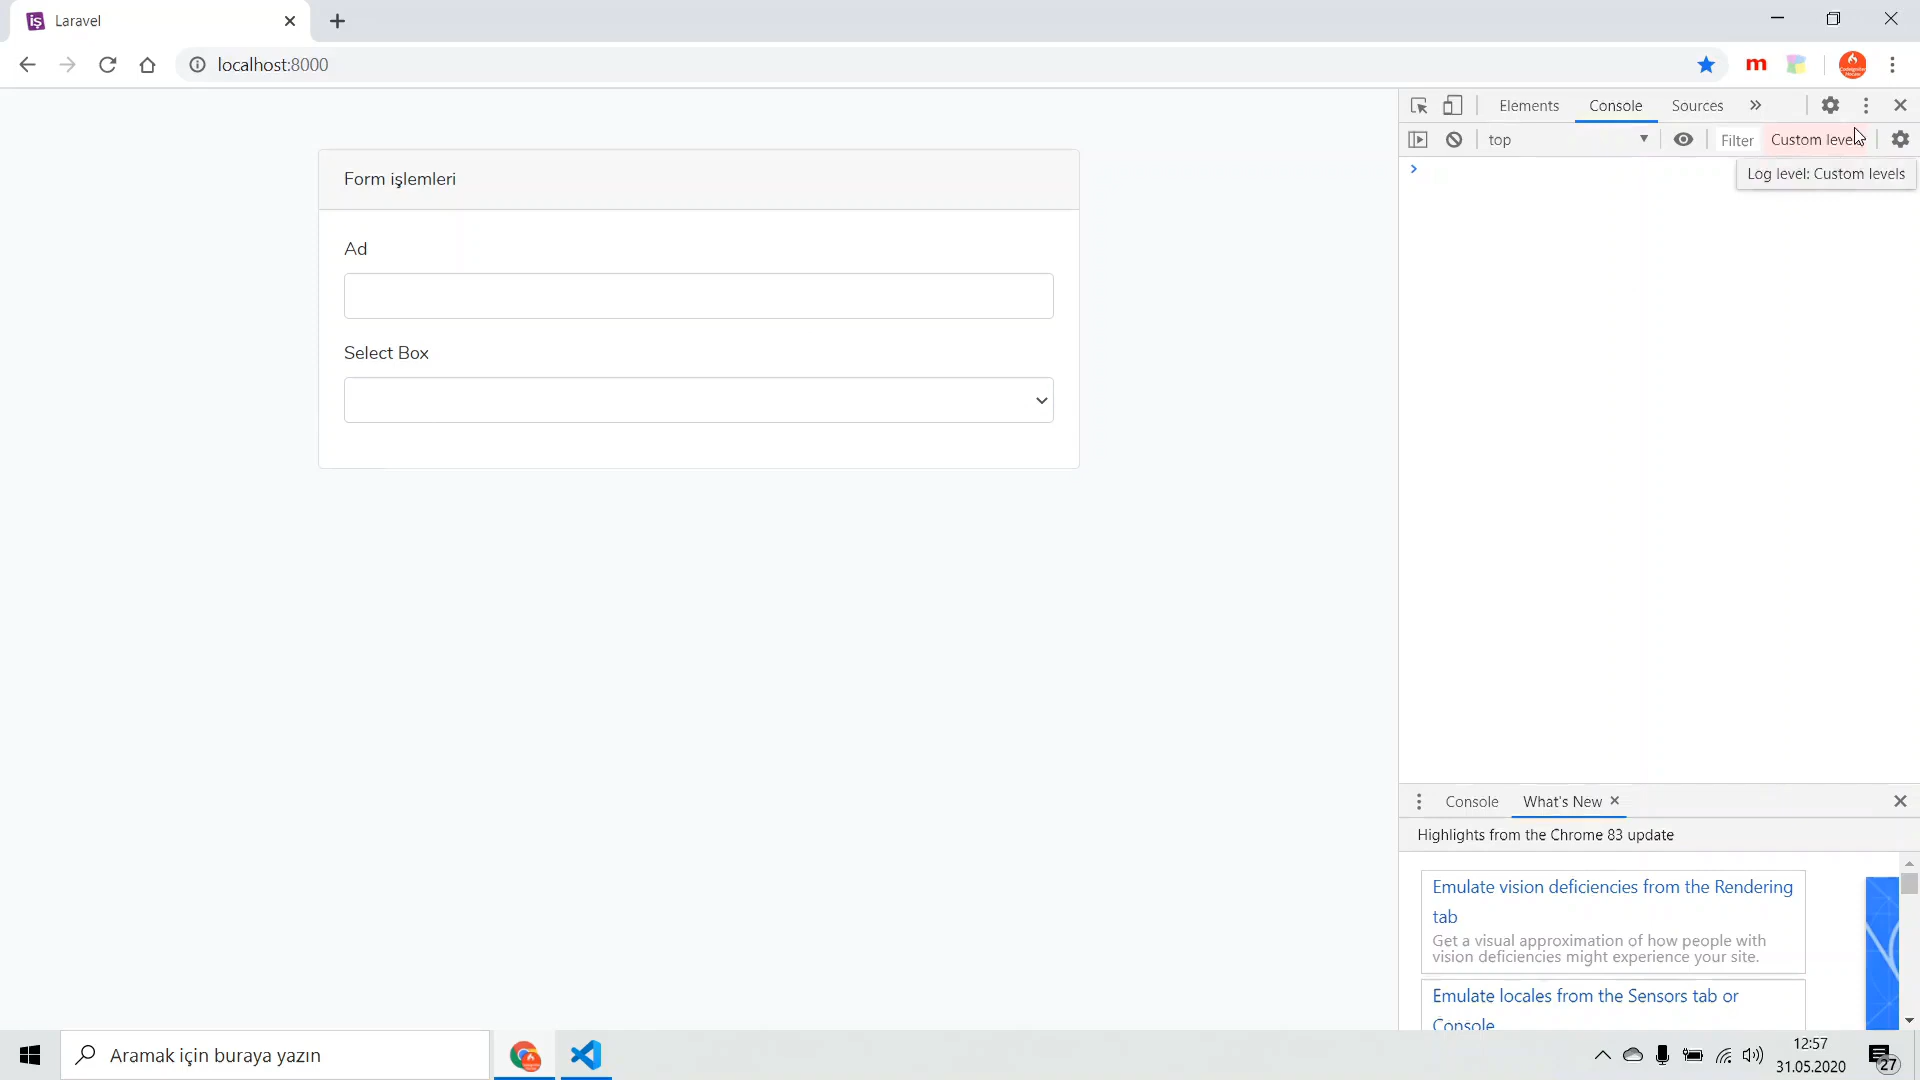 Laravel
localhost:8000
Elements
Console
Sources
top
Filter
Custom leve
Log level: Custom levels
Form işlemleri
Ad
Select Box
Console
What's New
Highlights from the Chrome 83 update
Emulate vision deficiencies from the Rendering
tab
Get a visual approximation of how people with
vision deficiencies might experience your site.
Emulate locales from the Sensors tab or
Console
Aramak için buraya yazın
12:57
31.05.2020
27